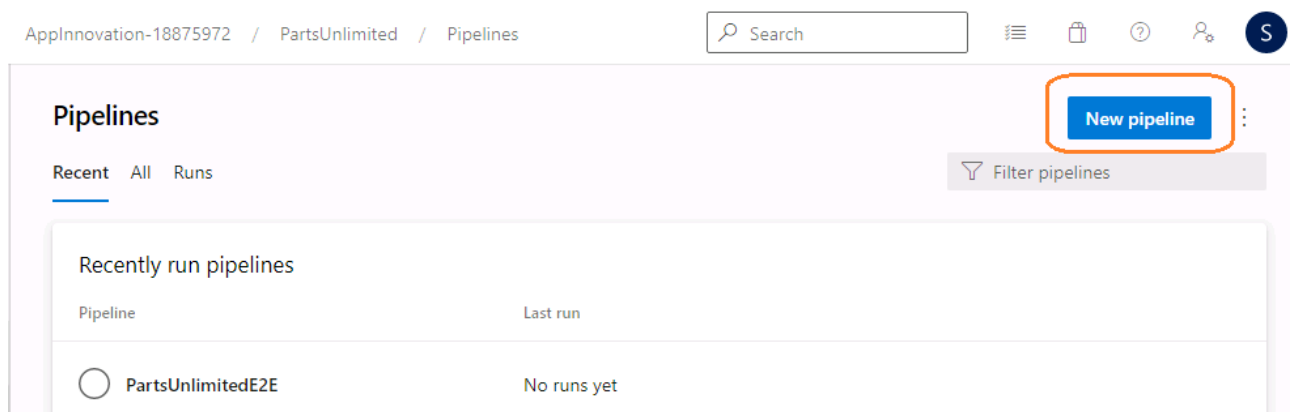 AppInnovation-18875972 / PartsUnlimited / Pipelines Search S
Pipelines New pipeline
Recent All Runs Filter pipelines
Recently run pipelines
Pipeline Last run
PartsUnlimitedE2E No runs yet